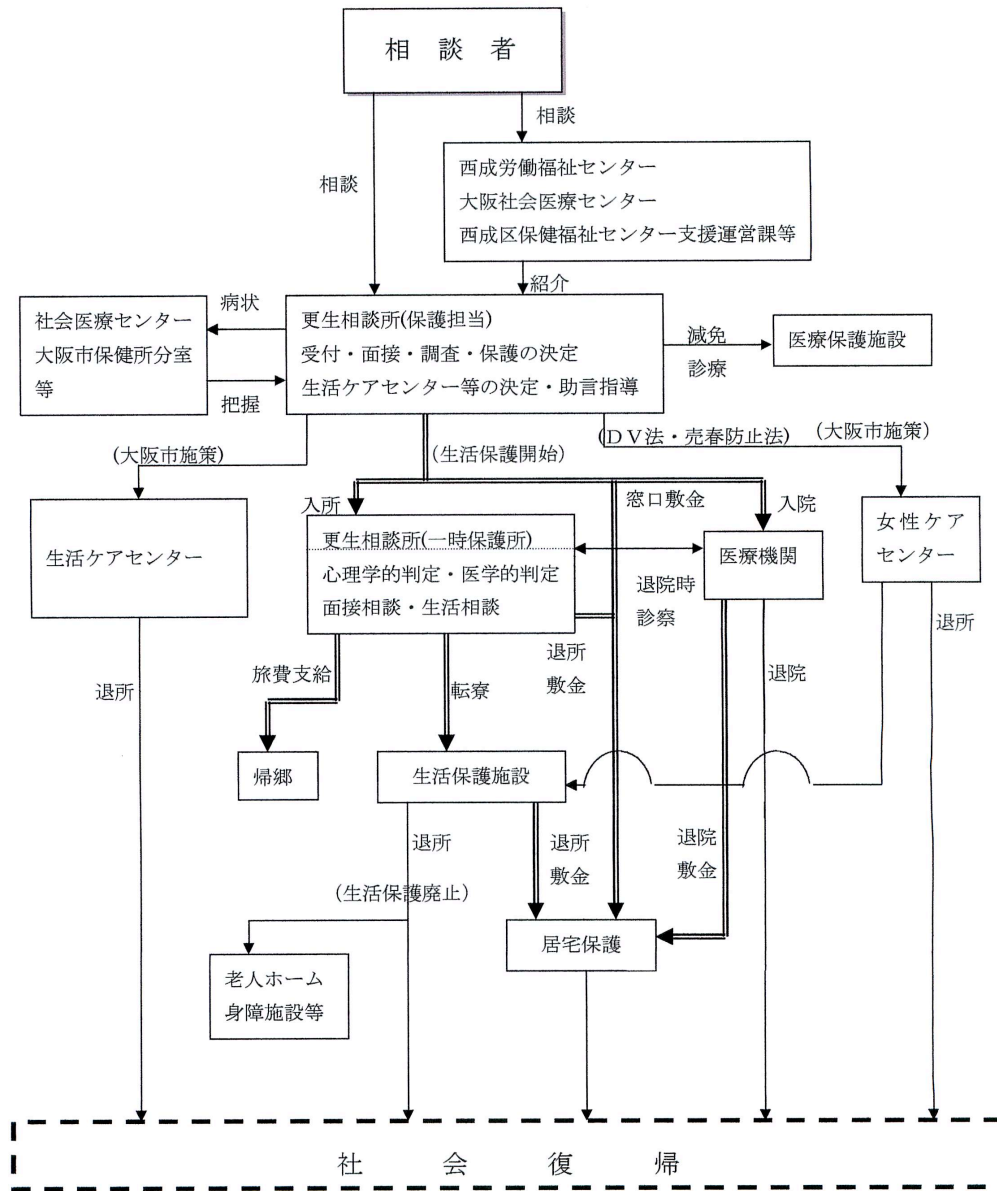 相　談　者
相談
相談
西成労働福祉センター
大阪社会医療センター
西成区保健福祉センター支援運営課等
紹介
社会医療センター
大阪市保健所分室
等
病状
把握
更生相談所(保護担当)
受付・面接・調査・保護の決定
生活ケアセンター等の決定・助言指導
減免
診療
医療保護施設
(大阪市施策)
(生活保護開始)
(DV法・売春防止法)
(大阪市施策)
生活ケアセンター
入所
更生相談所(一時保護所)
心理学的判定・医学的判定
面接相談・生活相談
窓口敷金
入院
医療機関
女性ケア
センター
退院時
診察
退所
敷金
旅費支給
転寮
退所
退院
退所
帰郷
生活保護施設
退所
退所
敷金
退院
敷金
(生活保護廃止)
居宅保護
老人ホーム
身障施設等
社　会　復　帰